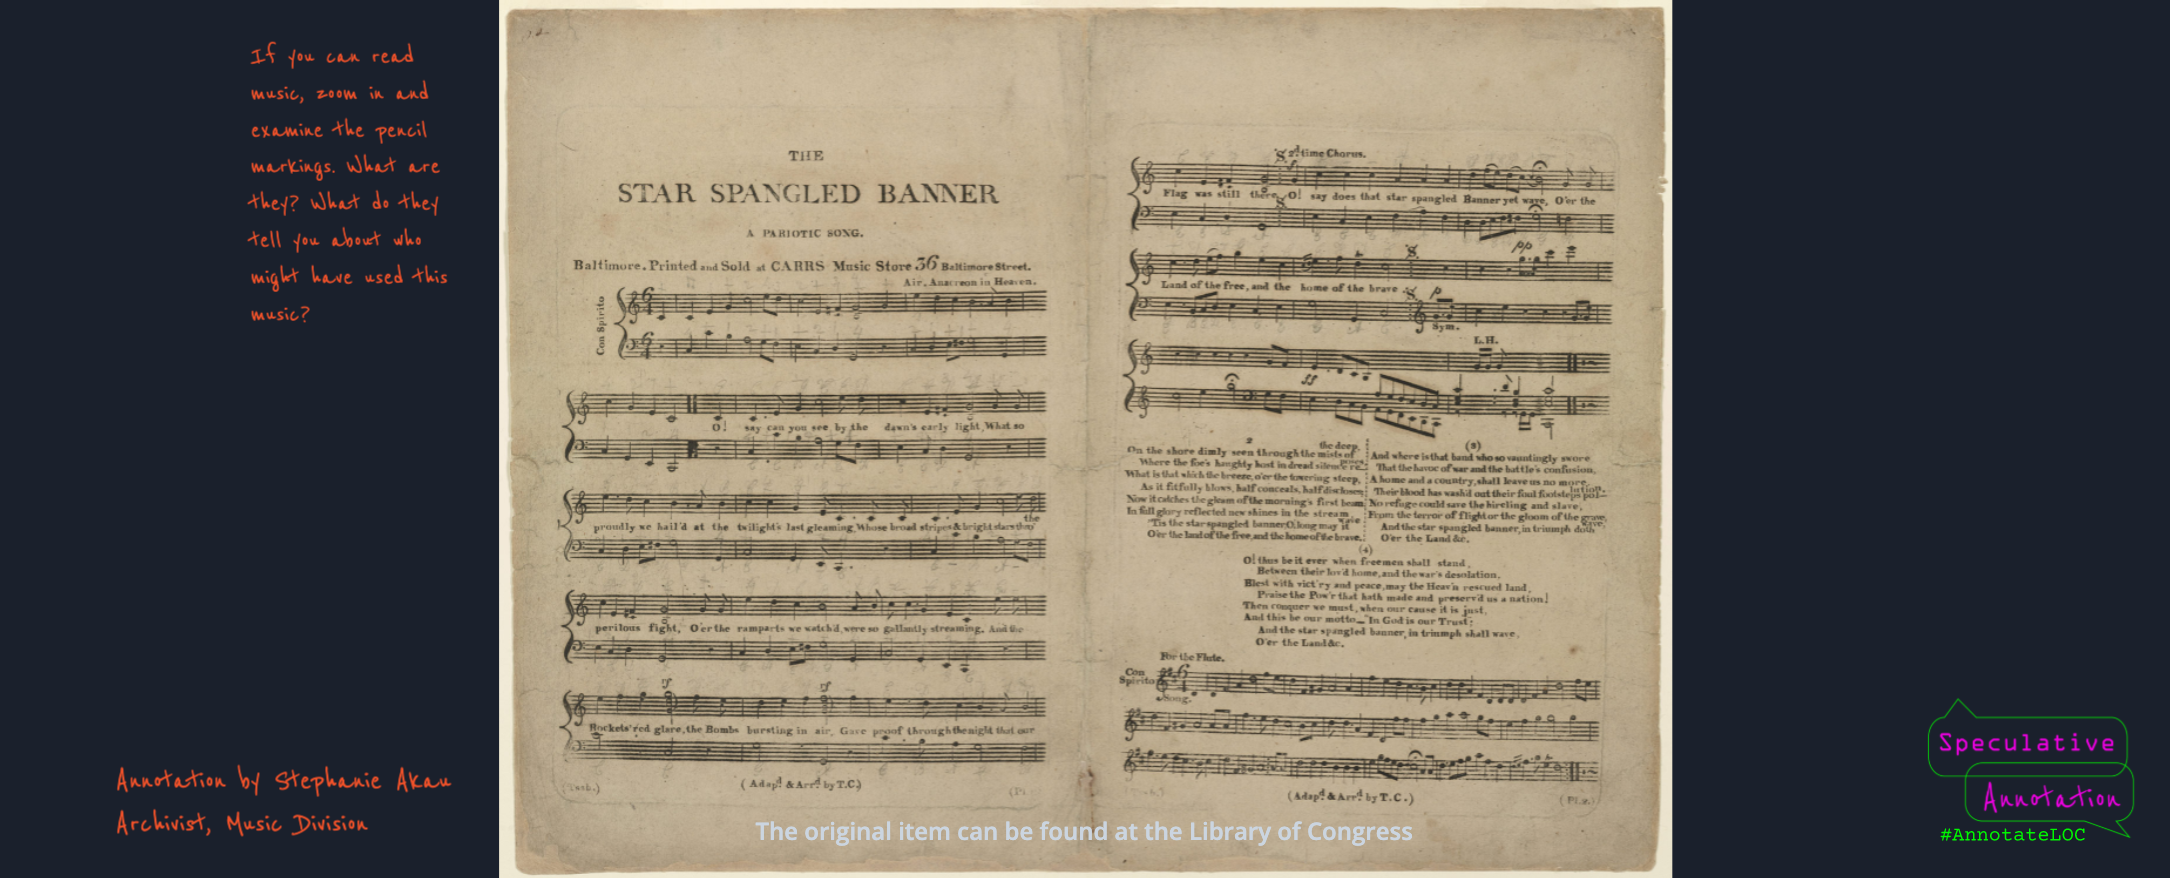 If you can read
music, zoom in and
examine the pencil
markings. What are
they? What do they
tell you about who
might have used this
music?
Annotation by Stephanie Akau
Archivist, Music Division
THE
STAR SPANGLED BANNER
A PARIOTIC SONG.
Baltimore. Printed and Sold at CARRS Music Store 36 Baltimore Street.
Air. Anacreon in Heaven.
Con Spirito
O! say can you see by the dawn's early light, What so
proudly we hail'd at the twilight's last gleaming, Whose broad stripes & bright stars thro' the
perilous fight, O'er the ramparts we watch'd, were so gallantly streaming, And the
Rockets' red glare, the Bombs bursting in air, Gave proof through the night that our
(Adapd. & Arrd. by T.C.)
2d. time Chorus.
Flag was still there, O! say does that star spangled Banner yet wave, O'er the
pp
Land of the free, and the home of the brave.
p
Sym.
L.H.
2
On the shore dimly seen through the mists of the deep,
Where the foe's haughty host in dread silence reposes,
What is that which the breeze, o'er the towering steep,
As it fitfully blows, half conceals, half discloses;
Now it catches the gleam of the morning's first beam,
In full glory reflected new shines in the stream,
'Tis the star spangled banner, O! long may it wave
O'er the land of the free, and the home of the brave.
(3)
And where is that band who so vauntingly swore
That the havoc of war and the battle's confusion,
A home and a country, shall leave us no more,
Their blood has wash'd out their foul footsteps pollution.
No refuge could save the hireling and slave,
From the terror of flight or the gloom of the grave,
And the star spangled banner, in triumph doth wave,
O'er the Land &c.
(4)
O! thus be it ever when freemen shall stand,
Between their lov'd home, and the war's desolation,
Blest with vict'ry and peace, may the Heav'n rescued land,
Praise the Pow'r that hath made and preserv'd us a nation!
Then conquer we must, when our cause it is just,
And this be our motto_"In God is our Trust;
And the star spangled banner, in triumph shall wave,
O'er the Land &c.
For the Flute.
Con
Spirito
Song.
(Adapd. & Arrd. by T.C.)
(Pl.2.)
The original item can be found at the Library of Congress
Speculative
Annotation
#AnnotateLOC